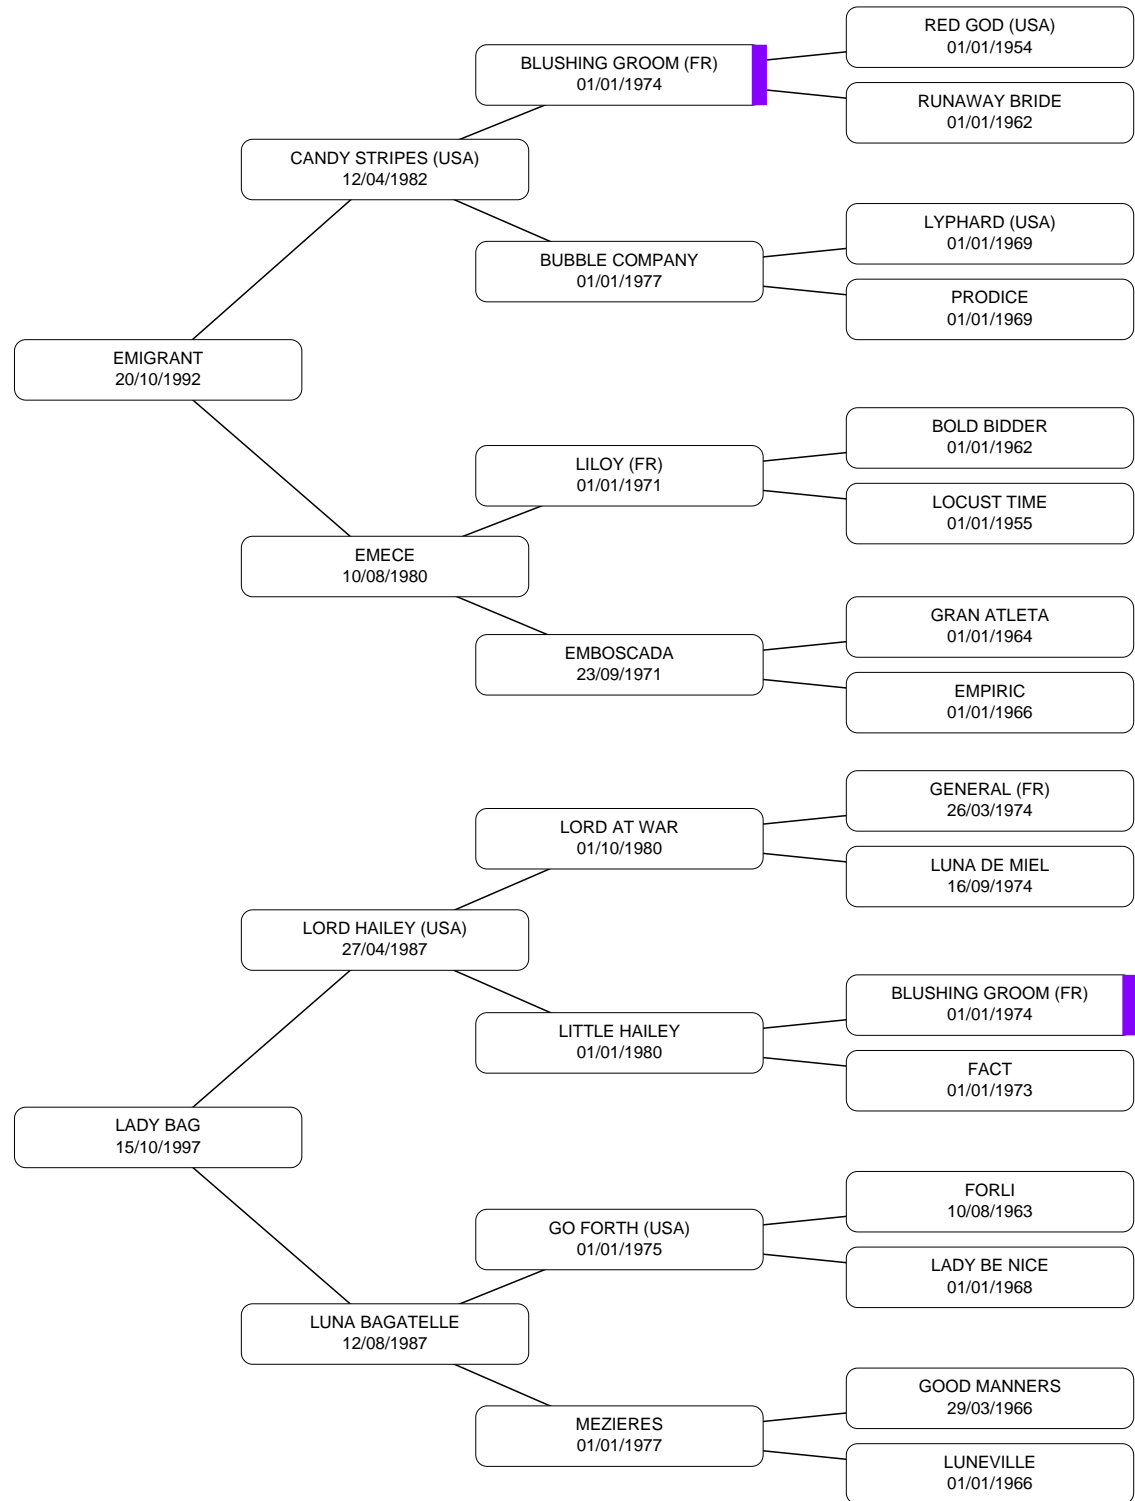 RED GOD (USA)
01/01/1954
BLUSHING GROOM (FR)
01/01/1974
RUNAWAY BRIDE
01/01/1962
CANDY STRIPES (USA)
12/04/1982
LYPHARD (USA)
01/01/1969
BUBBLE COMPANY
01/01/1977
PRODICE
01/01/1969
EMIGRANT
20/10/1992
BOLD BIDDER
01/01/1962
LILOY (FR)
01/01/1971
LOCUST TIME
01/01/1955
EMECE
10/08/1980
GRAN ATLETA
01/01/1964
EMBOSCADA
23/09/1971
EMPIRIC
01/01/1966
GENERAL (FR)
26/03/1974
LORD AT WAR
01/10/1980
LUNA DE MIEL
16/09/1974
LORD HAILEY (USA)
27/04/1987
BLUSHING GROOM (FR)
01/01/1974
LITTLE HAILEY
01/01/1980
FACT
01/01/1973
LADY BAG
15/10/1997
FORLI
10/08/1963
GO FORTH (USA)
01/01/1975
LADY BE NICE
01/01/1968
LUNA BAGATELLE
12/08/1987
GOOD MANNERS
29/03/1966
MEZIERES
01/01/1977
LUNEVILLE
01/01/1966